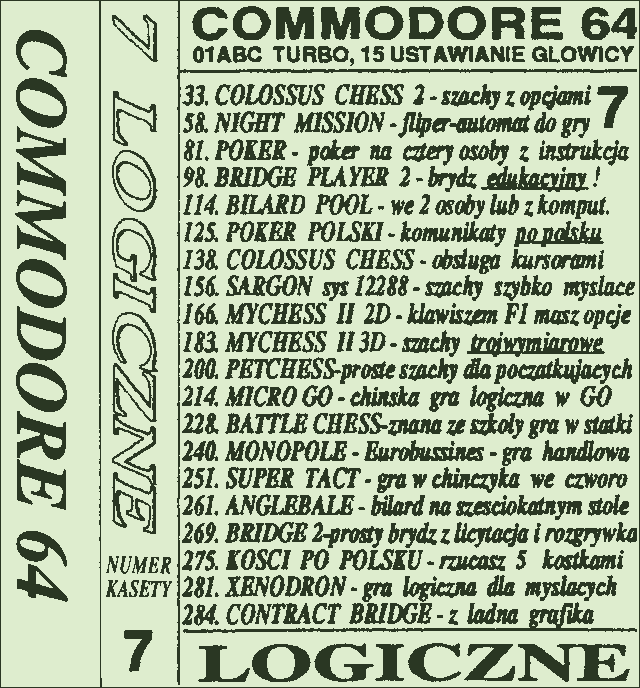 COMMODORE 64
7 LOGICZNE
NUMER
KASETY
7
COMMODORE 64
01ABC TURBO, 15 USTAWIANIE GLOWICY
7
33. COLOSSUS CHESS 2 - szachy z opcjami
58. NIGHT MISSION - fliper-automat do gry
81. POKER - poker na cztery osoby z instrukcja
98. BRIDGE PLAYER 2 - brydz edukacyjny !
114. BILARD POOL - we 2 osoby lub z komput.
125. POKER POLSKI - komunikaty po polsku
138. COLOSSUS CHESS - obsluga kursorami
156. SARGON sys 12288 - szachy szybko myslace
166. MYCHESS II 2D - klawiszem F1 masz opcje
183. MYCHESS II 3D - szachy trojwymiarowe
200. PETCHESS-proste szachy dla poczatkujacych
214. MICRO GO - chinska gra logiczna w GO
228. BATTLE CHESS-znana ze szkoly gra w statki
240. MONOPOLE - Eurobussines - gra handlowa
251. SUPER TACT - gra w chinczyka we czworo
261. ANGLEBALE - bilard na szesciokatnym stole
269. BRIDGE 2-prosty brydz z licytacja i rozgrywka
275. KOSCI PO POLSKU - rzucasz 5 kostkami
281. XENODRON - gra logiczna dla myslacych
284. CONTRACT BRIDGE - z ladna grafika
LOGICZNE